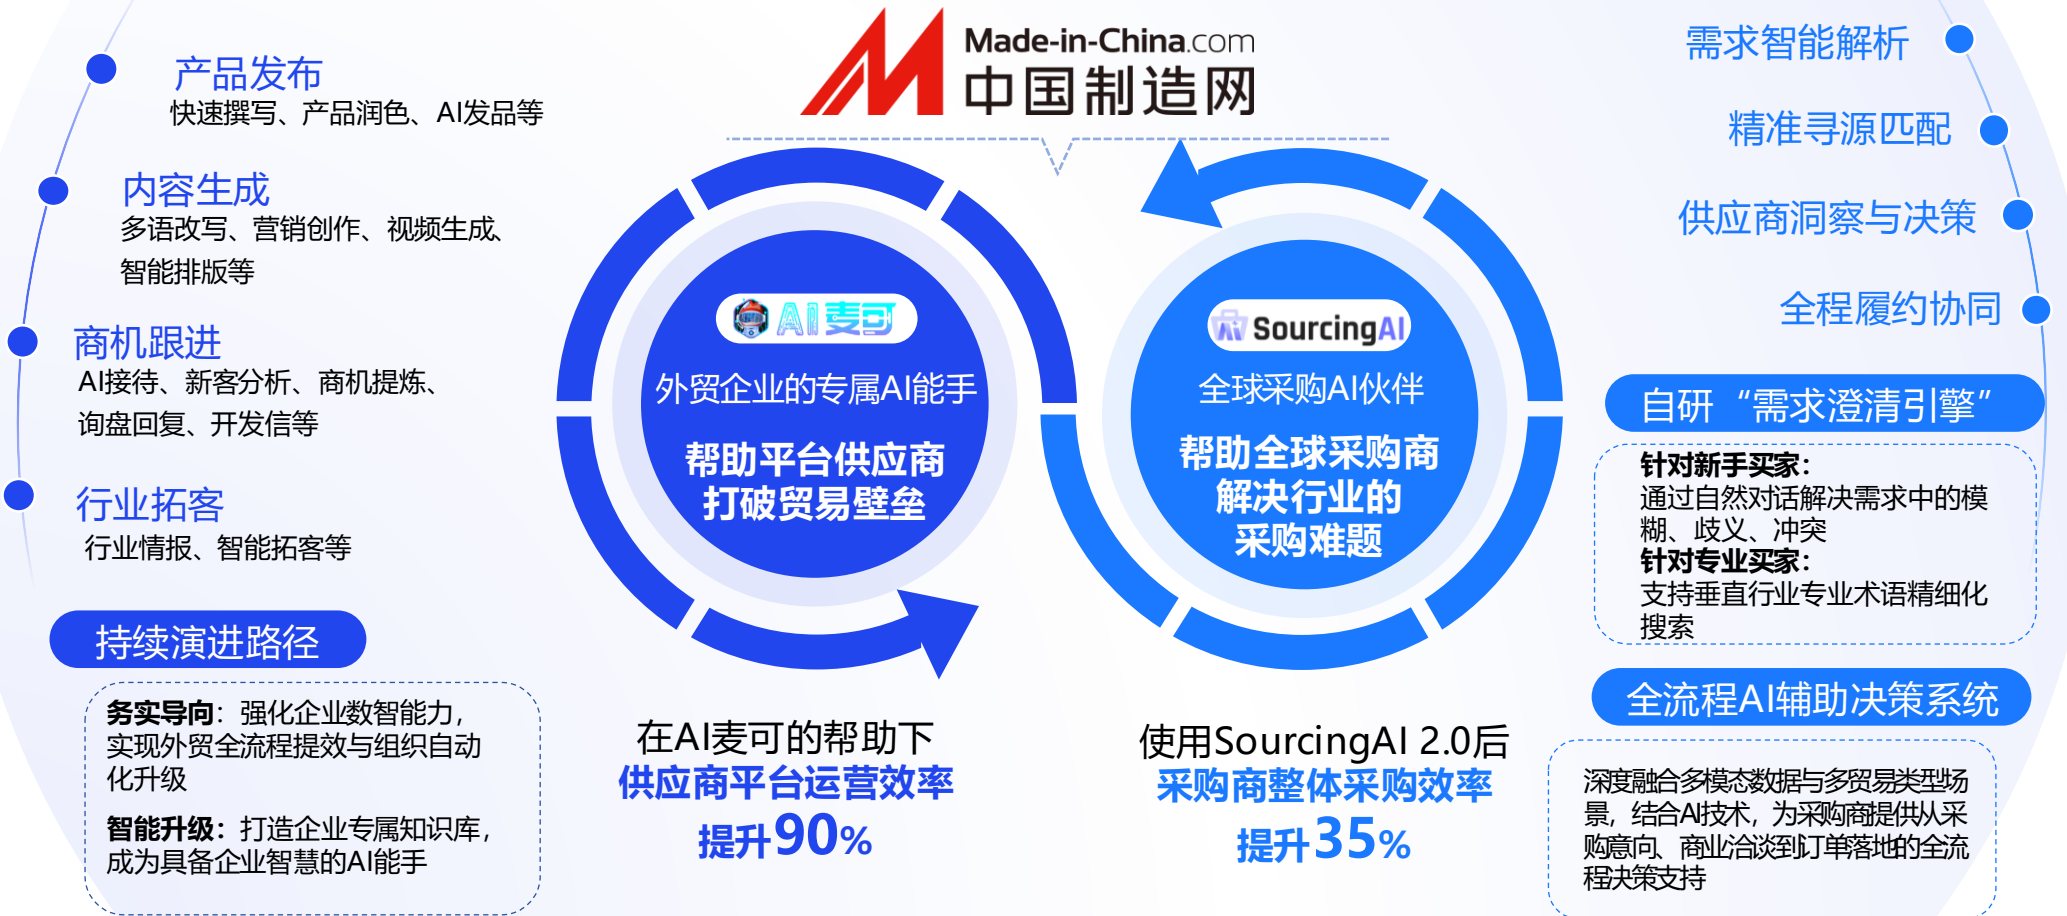 Made-in-China.com
中国制造网
产品发布
快速撰写、产品润色、AI发品等
内容生成
多语改写、营销创作、视频生成、
智能排版等
商机跟进
AI接待、新客分析、商机提炼、
询盘回复、开发信等
行业拓客
行业情报、智能拓客等
持续演进路径
务实导向：强化企业数智能力，
实现外贸全流程提效与组织自动
化升级
智能升级：打造企业专属知识库，
成为具备企业智慧的AI能手
AI麦可
外贸企业的专属AI能手
帮助平台供应商
打破贸易壁垒
在AI麦可的帮助下
供应商平台运营效率
提升90%
Ai SourcingAI
全球采购AI伙伴
帮助全球采购商
解决行业的
采购难题
使用SourcingAI 2.0后
采购商整体采购效率
提升35%
需求智能解析
精准寻源匹配
供应商洞察与决策
全程履约协同
自研“需求澄清引擎”
针对新手买家：
通过自然对话解决需求中的模
糊、歧义、冲突
针对专业买家：
支持垂直行业专业术语精细化
搜索
全流程AI辅助决策系统
深度融合多模态数据与多贸易类型场
景，结合AI技术，为采购商提供从采
购意向、商业洽谈到订单落地的全流
程决策支持